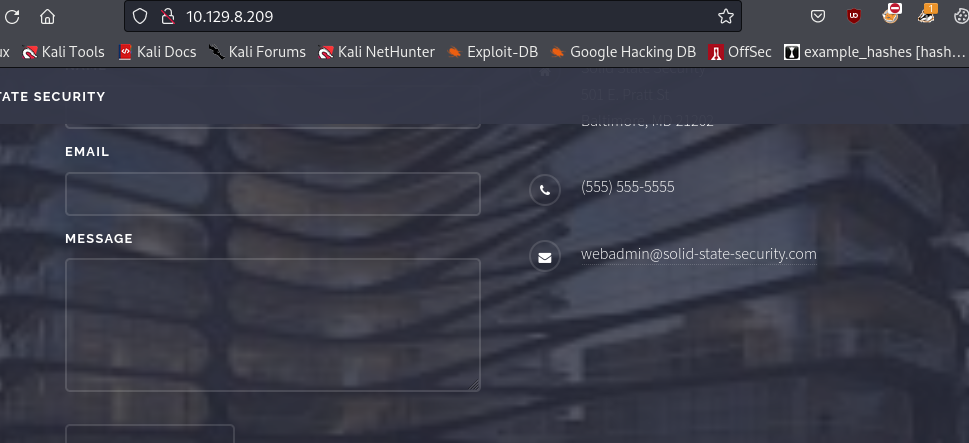 10.129.8.209
ux Kali Tools Kali Docs Kali Forums Kali NetHunter Exploit-DB Google Hacking DB OffSec example_hashes [hash…
1
TATE SECURITY
901 E. Pratt St.
Baltimore, MD 21202
EMAIL
(555) 555-5555
MESSAGE
webadmin@solid-state-security.com